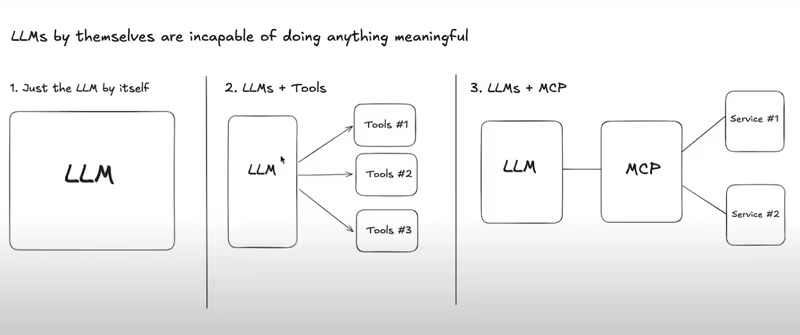 LLMs by themselves are incapable of doing anything meaningful
1. Just the LLM by itself
LLM
2. LLMs + Tools
LLM
Tools #1
Tools #2
Tools #3
3. LLMs + MCP
LLM
MCP
Service #1
Service #2